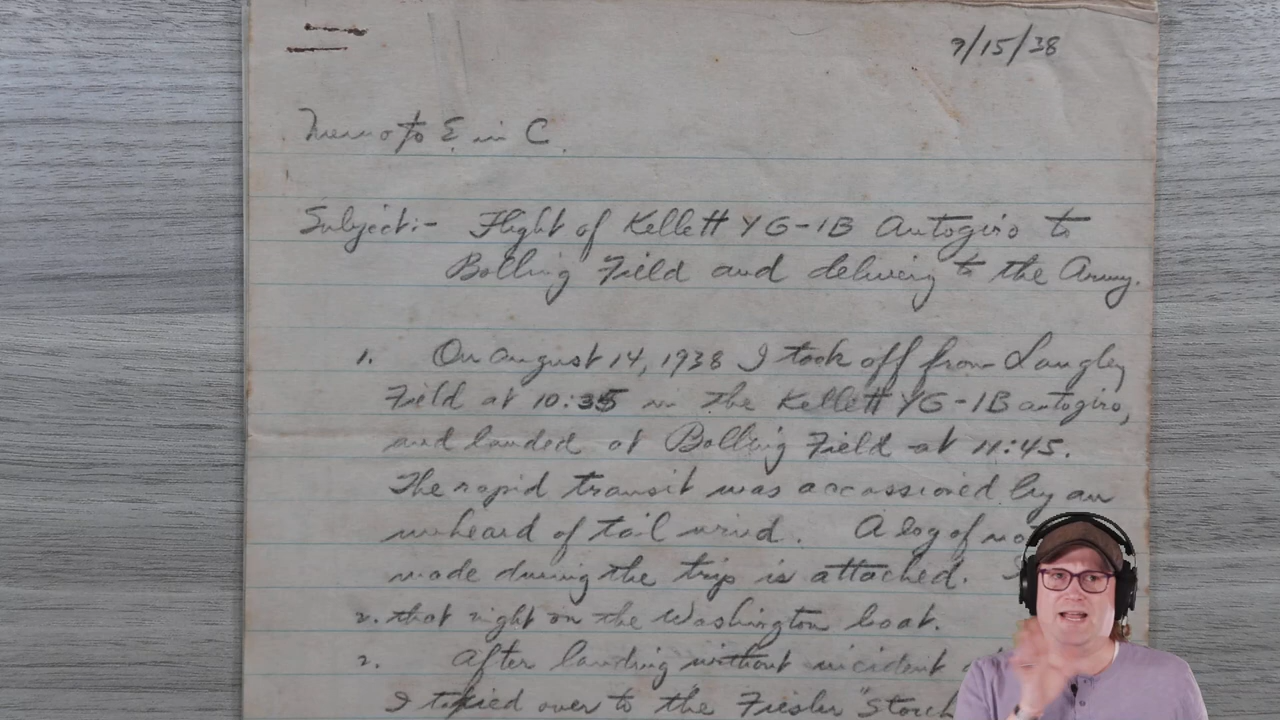 9/15/38
Memo to E in C.
Subject:- Flight of Kellett YG-1B Autogiro to
Bolling Field and delivery to the Army.
1. On August 14, 1938 I took off from Langley
Field at 10:35 in the Kellett YG-1B autogiro,
and landed at Bolling Field at 11:45.
The rapid transit was occassioned by an
unheard of tail wind. A log of
made during the trip is attached.
2. that night on the Washington boat.
2. After landing without incident
I taxied over to the Fiesler "Storch